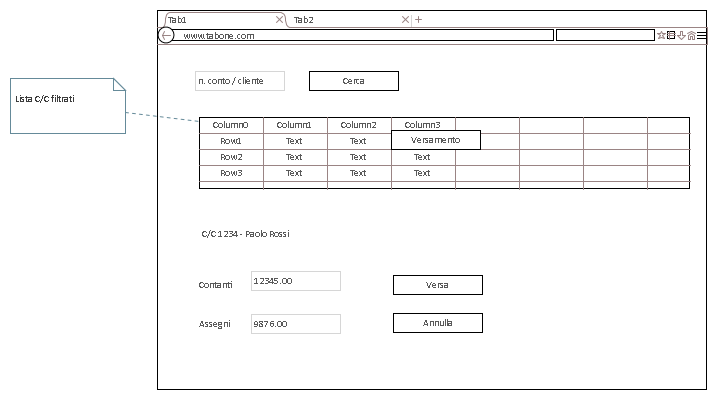 Tab1 Tab2
www.tabone.com
n. conto / cliente Cerca
Lista C/C filtrati
Column0 Column1 Column2 Column3
Row1 Text Text Versamento
Row2 Text Text Text
Row3 Text Text Text
C/C 1234 - Paolo Rossi
Contanti 12345.00 Versa
Assegni 9876.00 Annulla